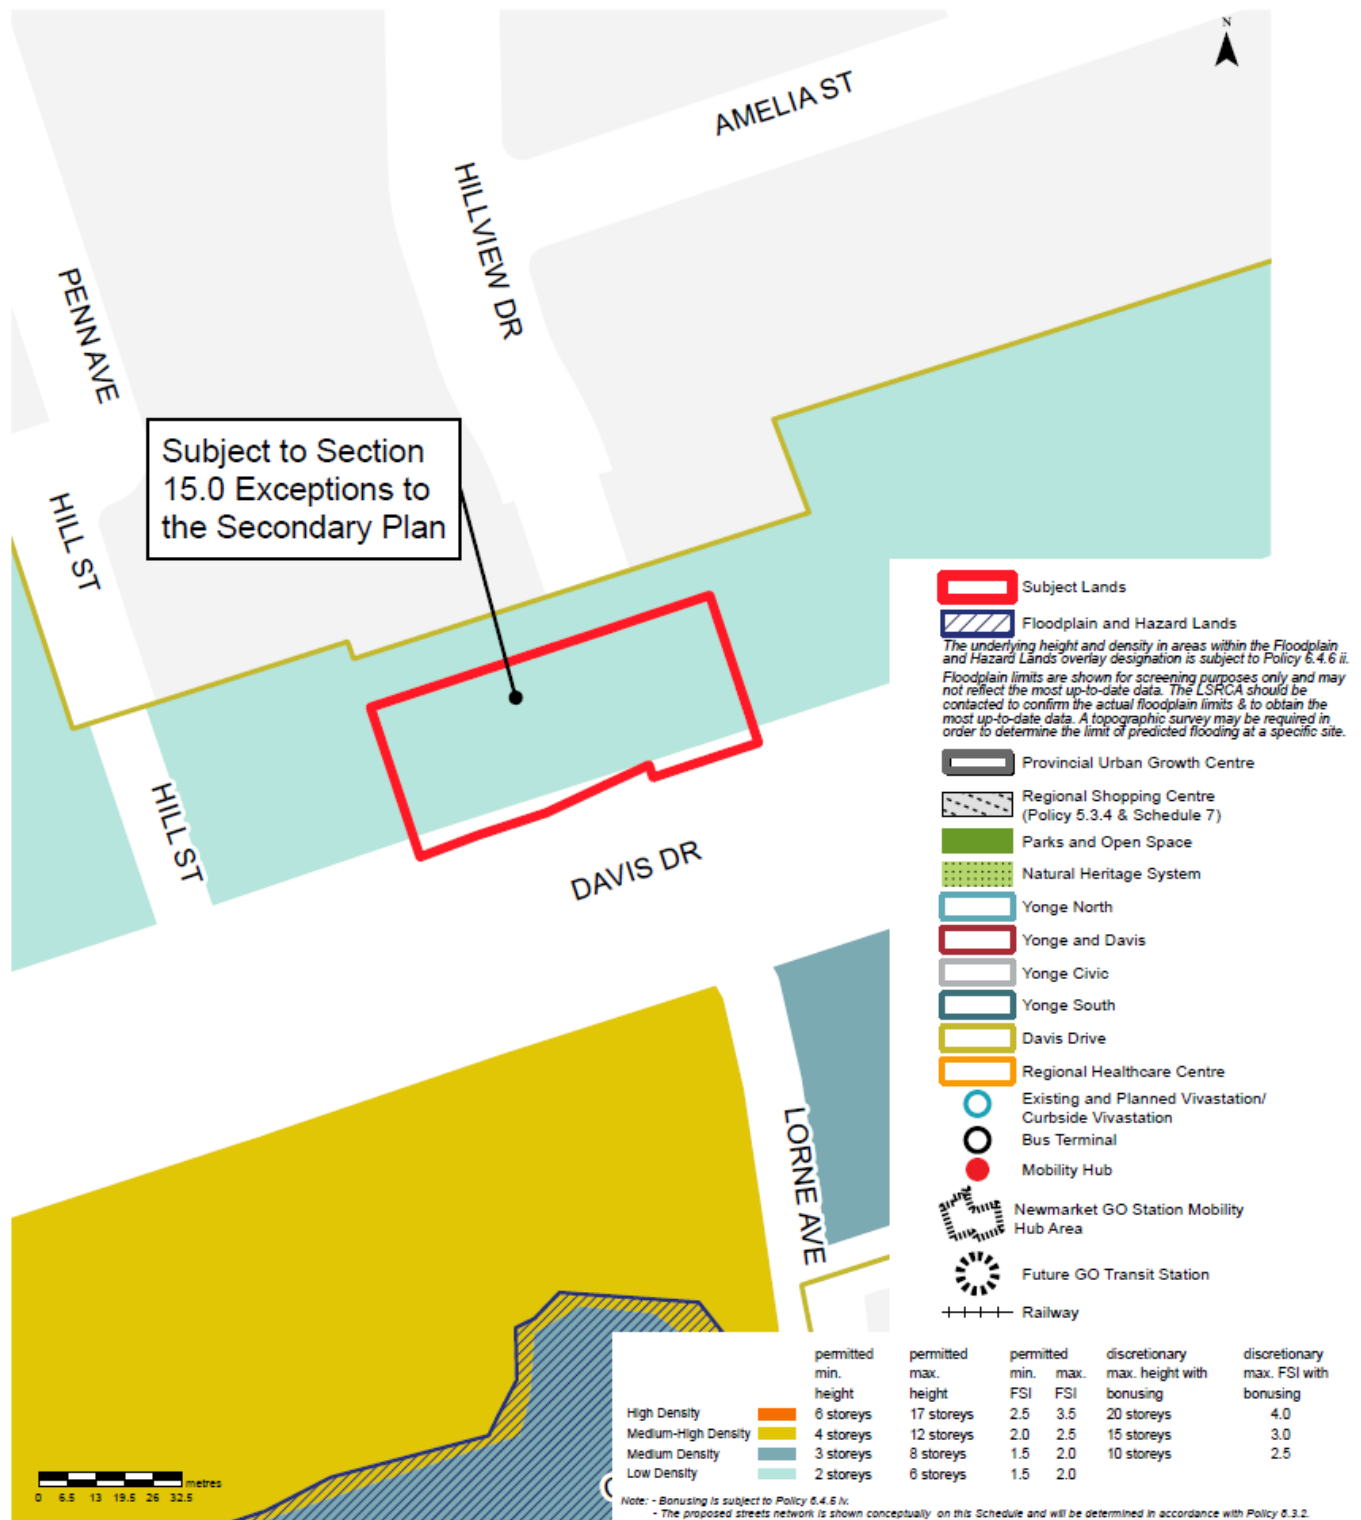 N
AMELIA ST
HILLVIEW DR
PENN AVE
Subject to Section
15.0 Exceptions to
the Secondary Plan
HILL ST
HILL ST
DAVIS DR
LORNE AVE
Subject Lands
Floodplain and Hazard Lands
The underlying height and density in areas within the Floodplain
and Hazard Lands overlay designation is subject to Policy 6.4.6 ii.
Floodplain limits are shown for screening purposes only and may
not reflect the most up-to-date data. The LSRCA should be
contacted to confirm the actual floodplain limits & to obtain the
most up-to-date data. A topographic survey may be required in
order to determine the limit of predicted flooding at a specific site.
Provincial Urban Growth Centre
Regional Shopping Centre
(Policy 5.3.4 & Schedule 7)
Parks and Open Space
Natural Heritage System
Yonge North
Yonge and Davis
Yonge Civic
Yonge South
Davis Drive
Regional Healthcare Centre
Existing and Planned Vivastation/
Curbside Vivastation
Bus Terminal
Mobility Hub
Newmarket GO Station Mobility
Hub Area
Future GO Transit Station
Railway
permitted permitted permitted discretionary discretionary
min. max. min. max. max. height with max. FSI with
height height FSI FSI bonusing bonusing
High Density 6 storeys 17 storeys 2.5 3.5 20 storeys 4.0
Medium-High Density 4 storeys 12 storeys 2.0 2.5 15 storeys 3.0
Medium Density 3 storeys 8 storeys 1.5 2.0 10 storeys 2.5
Low Density 2 storeys 6 storeys 1.5 2.0
Note: - Bonusing is subject to Policy 6.4.5 iv.
- The proposed streets network is shown conceptually on this Schedule and will be determined in accordance with Policy 8.3.2.
metres
0 6.5 13 19.5 26 32.5